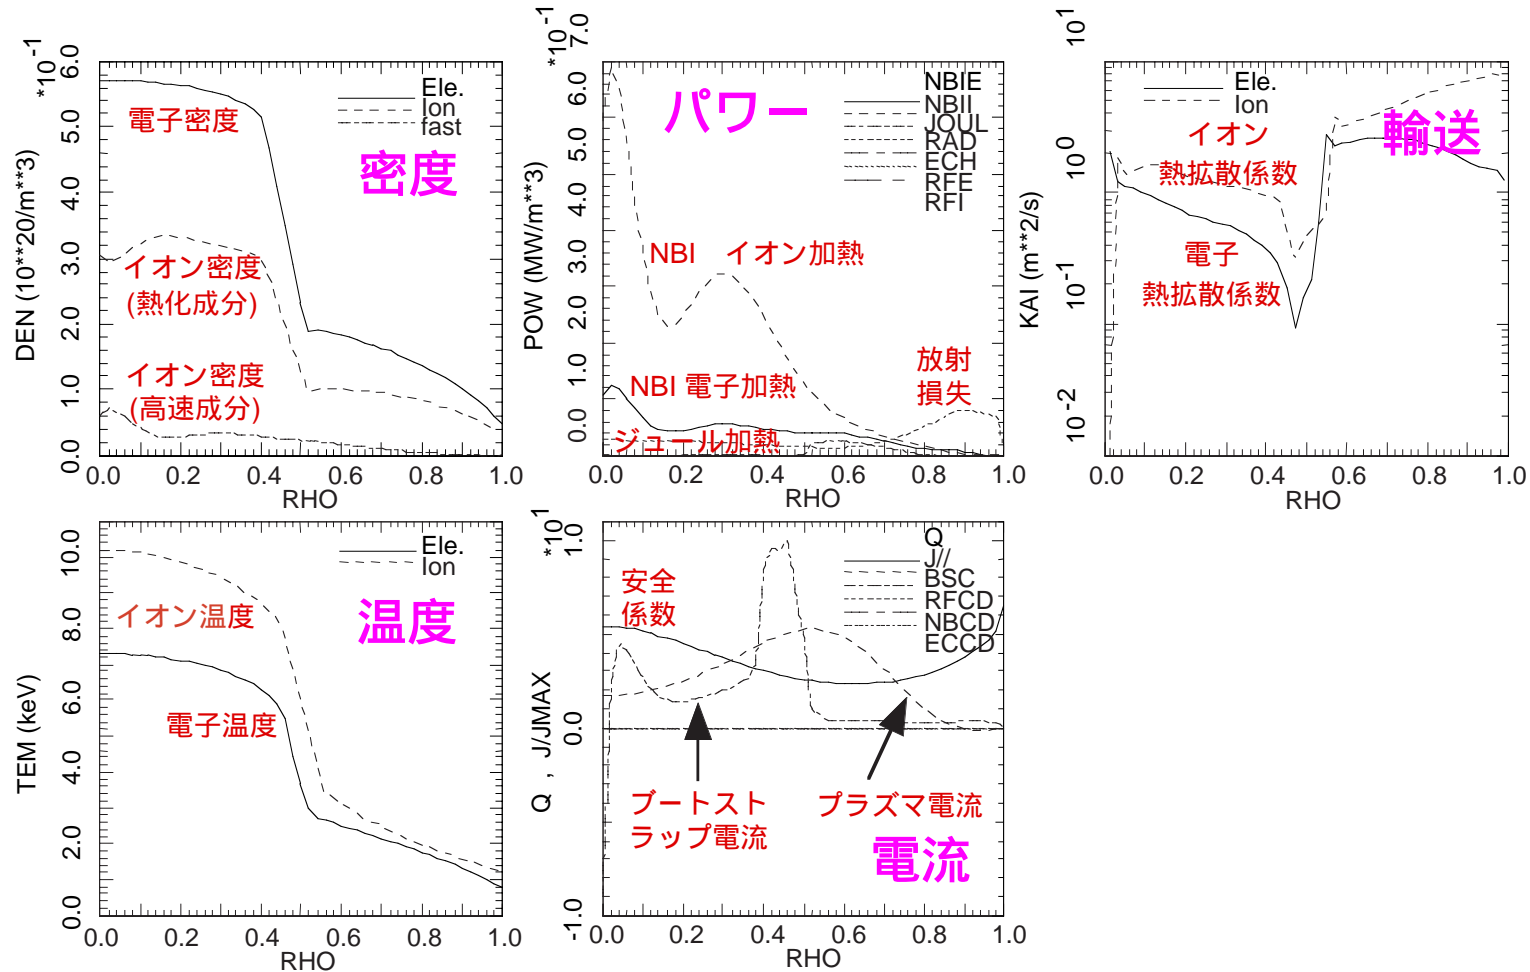 *10^-1
6.0
5.0
4.0
3.0
2.0
1.0
0.0
DEN (10**20/m**3)
Ele.
Ion
fast
電子密度
密度
イオン密度
(熱化成分)
イオン密度
(高速成分)
0.0 0.2 0.4 0.6 0.8 1.0
RHO
*10^-1
7.0
6.0
5.0
4.0
3.0
2.0
1.0
0.0
POW (MW/m**3)
パワー
NBIE
NBII
JOUL
RAD
ECH
RFE
RFI
NBI イオン加熱
NBI 電子加熱
ジュール加熱
放射
損失
0.0 0.2 0.4 0.6 0.8 1.0
RHO
10^1
10^0
10^-1
10^-2
KAI (m**2/s)
Ele.
Ion
輸送
イオン
熱拡散係数
電子
熱拡散係数
0.0 0.2 0.4 0.6 0.8 1.0
RHO
10.0
8.0
6.0
4.0
2.0
0.0
TEM (keV)
Ele.
Ion
イオン温度
温度
電子温度
0.0 0.2 0.4 0.6 0.8 1.0
RHO
*10^1
1.0
0.0
-1.0
Q , J/JMAX
Q
J//
BSC
RFCD
NBCD
ECCD
安全
係数
ブートスト
ラップ電流
プラズマ電流
電流
0.0 0.2 0.4 0.6 0.8 1.0
RHO